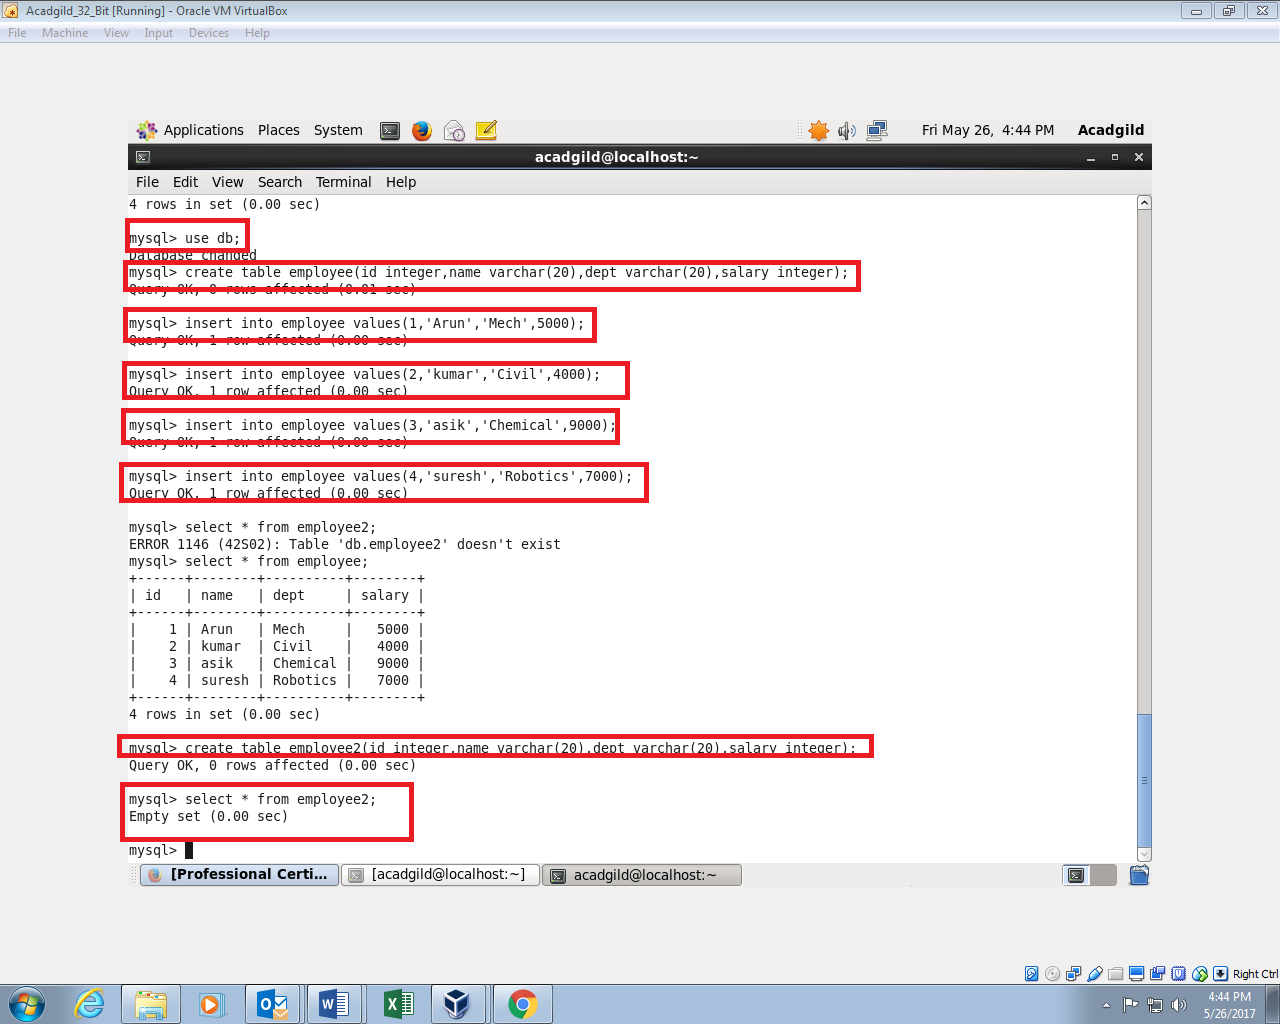 Acadgild_32_Bit [Running] - Oracle VM VirtualBox
File Machine View Input Devices Help
Applications Places System Fri May 26, 4:44 PM Acadgild
acadgild@localhost:~
File Edit View Search Terminal Help
4 rows in set (0.00 sec)
mysql> use db;
Database changed
mysql> create table employee(id integer,name varchar(20),dept varchar(20),salary integer);
Query OK, 0 rows affected (0.01 sec)
mysql> insert into employee values(1,'Arun','Mech',5000);
Query OK, 1 row affected (0.00 sec)
mysql> insert into employee values(2,'kumar','Civil',4000);
Query OK, 1 row affected (0.00 sec)
mysql> insert into employee values(3,'asik','Chemical',9000);
Query OK, 1 row affected (0.00 sec)
mysql> insert into employee values(4,'suresh','Robotics',7000);
Query OK, 1 row affected (0.00 sec)
mysql> select * from employee2;
ERROR 1146 (42S02): Table 'db.employee2' doesn't exist
mysql> select * from employee;
+------+--------+----------+--------+
| id   | name   | dept     | salary |
+------+--------+----------+--------+
|    1 | Arun   | Mech     |   5000 |
|    2 | kumar  | Civil    |   4000 |
|    3 | asik   | Chemical |   9000 |
|    4 | suresh | Robotics |   7000 |
+------+--------+----------+--------+
4 rows in set (0.00 sec)
mysql> create table employee2(id integer,name varchar(20),dept varchar(20),salary integer);
Query OK, 0 rows affected (0.00 sec)
mysql> select * from employee2;
Empty set (0.00 sec)
mysql>
[Professional Certi... [acadgild@localhost:~] acadgild@localhost:~
Right Ctrl
4:44 PM
5/26/2017